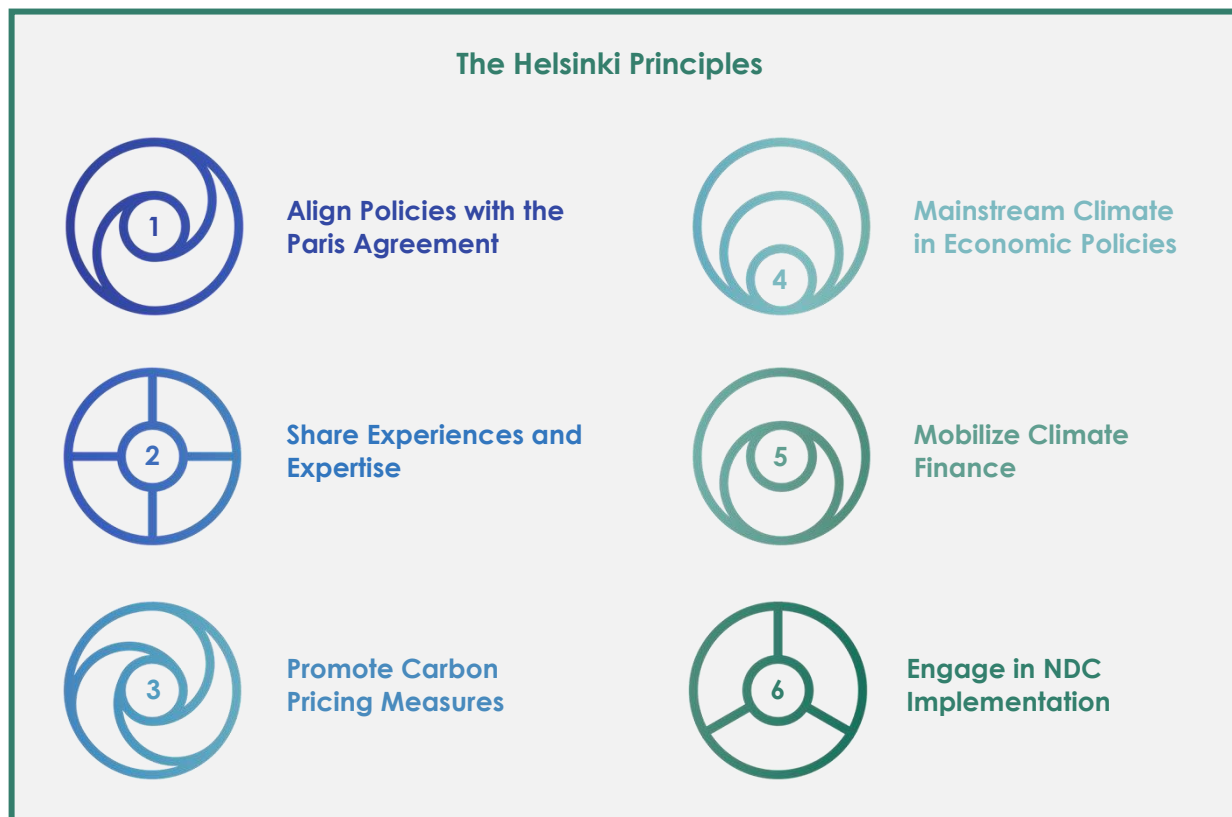 The Helsinki Principles
1
Align Policies with the
Paris Agreement
2
Share Experiences and
Expertise
3
Promote Carbon
Pricing Measures
4
Mainstream Climate
in Economic Policies
5
Mobilize Climate
Finance
6
Engage in NDC
Implementation